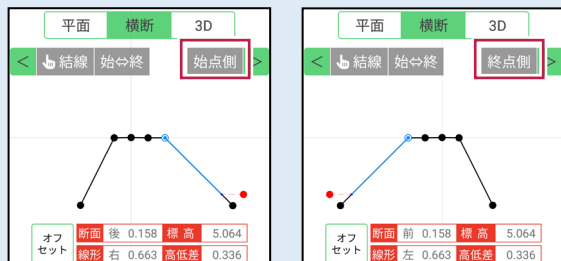 平面 横断 3D
< 結線 始⇔終 始点側 >
オフセット 断面 後 0.158 標高 5.064
線形 右 0.663 高低差 0.336
平面 横断 3D
< 結線 始⇔終 終点側 >
オフセット 断面 前 0.158 標高 5.064
線形 左 0.663 高低差 0.336